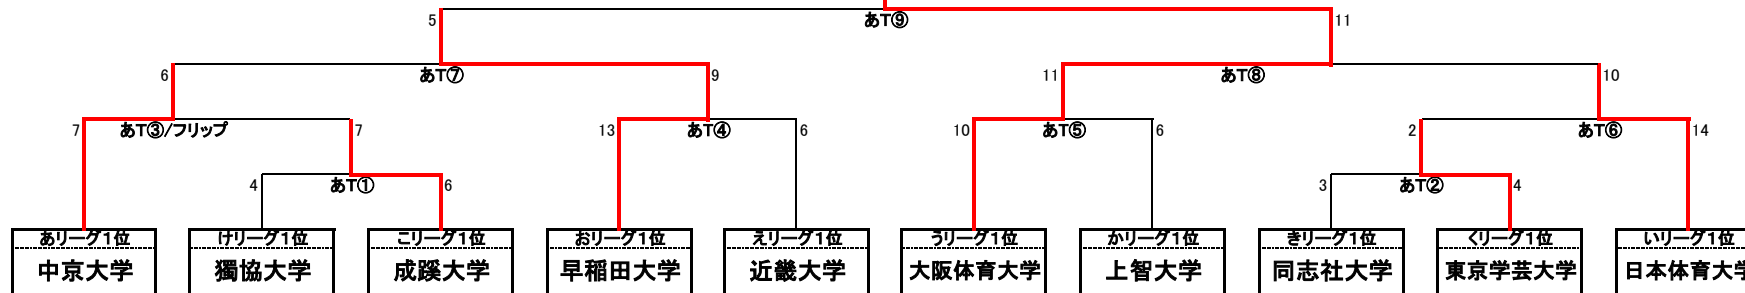 5 あT⑨ 11
6 あT⑦ 9 11 あT⑧ 10
7 あT③/フリップ 7 13 あT④ 6 10 あT⑤ 6 2 あT⑥ 14
4 あT① 6 3 あT② 4
あリーグ1位 けリーグ1位 こリーグ1位 おリーグ1位 えリーグ1位 うリーグ1位 かリーグ1位 きリーグ1位 くリーグ1位 いリーグ1位
中京大学 獨協大学 成蹊大学 早稲田大学 近畿大学 大阪体育大学 上智大学 同志社大学 東京学芸大学 日本体育大学